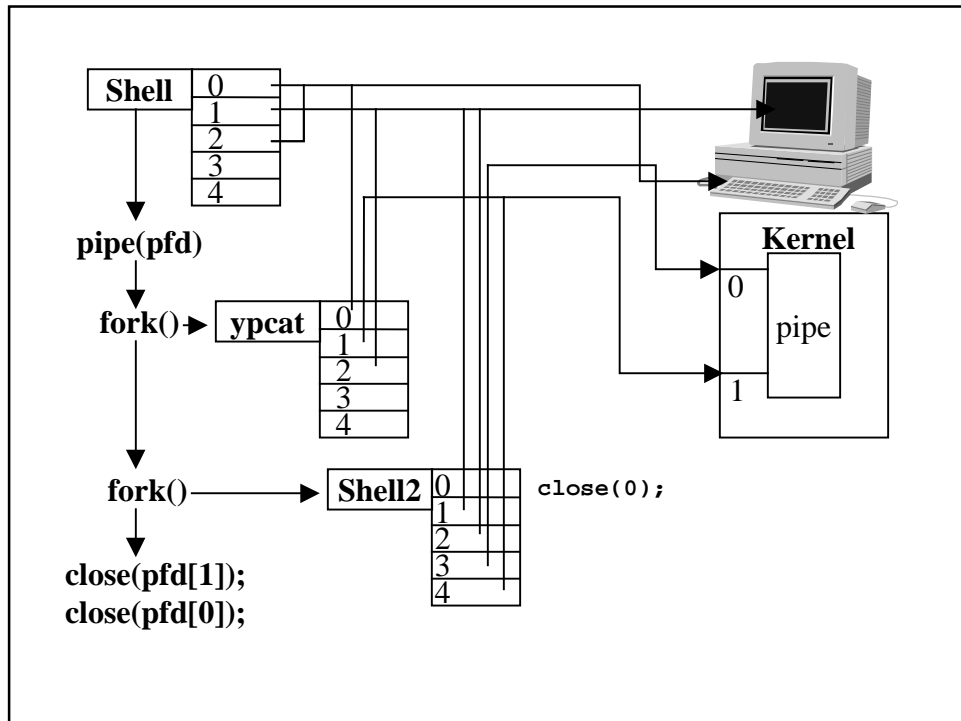 Shell
0
1
2
3
4
pipe(pfd)
Kernel
0
pipe
1
fork()
ypcat
0
1
2
3
4
fork()
Shell2
0
1
2
3
4
close(0);
close(pfd[1]);
close(pfd[0]);